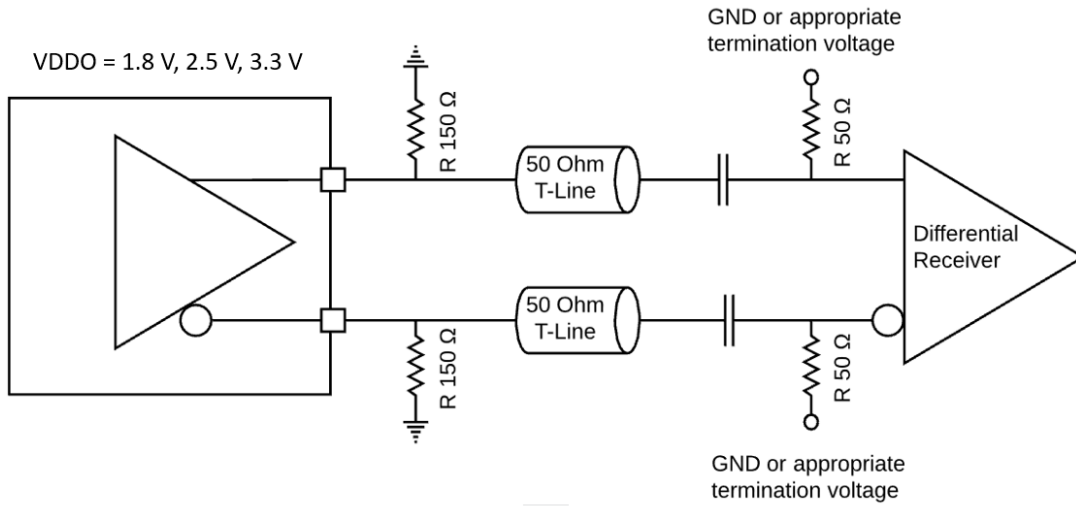 GND or appropriate
termination voltage
VDDO = 1.8 V, 2.5 V, 3.3 V
R 150 Ω
R 50 Ω
50 Ohm
T-Line
Differential
Receiver
50 Ohm
T-Line
R 150 Ω
R 50 Ω
GND or appropriate
termination voltage